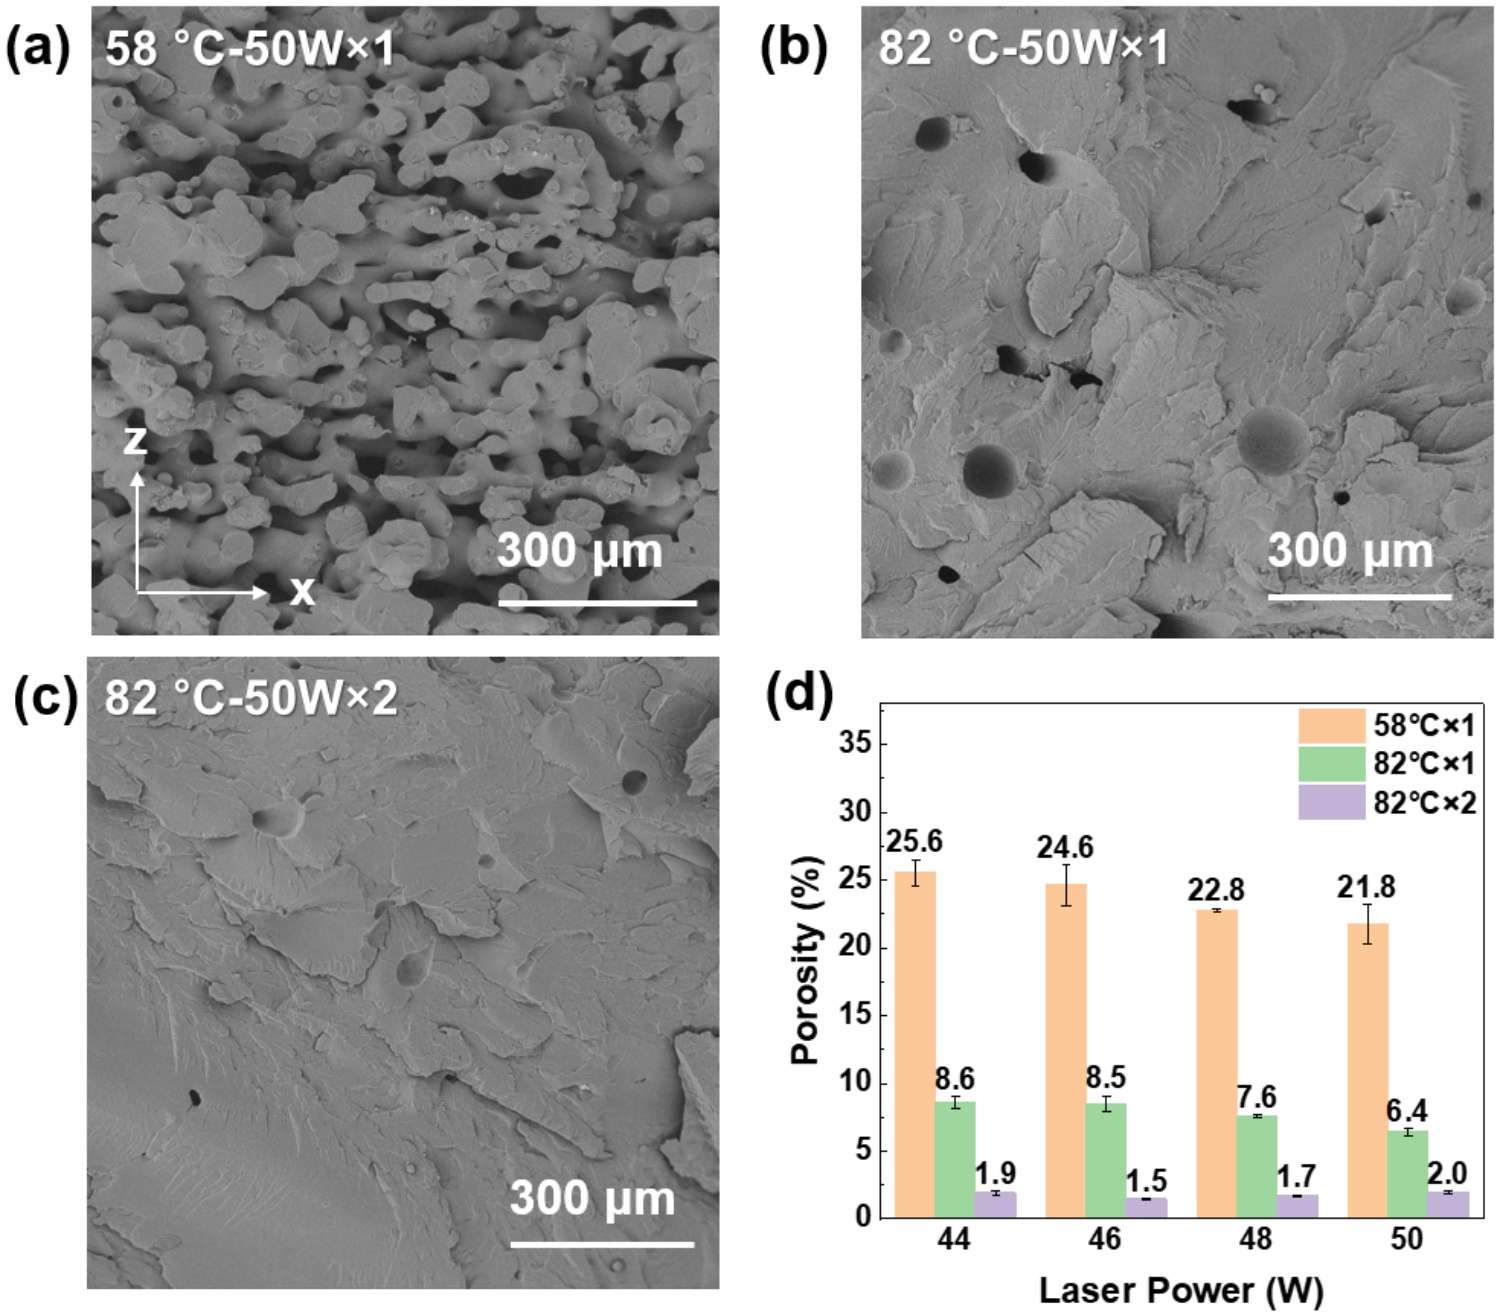 (a) 58 °C-50W×1
z
x
300 µm
(b) 82 °C-50W×1
300 µm
(c) 82 °C-50W×2
300 µm
(d)
58°C×1
82°C×1
82°C×2
Porosity (%)
35
30
25
20
15
10
5
0
25.6
8.6
1.9
24.6
8.5
1.5
22.8
7.6
1.7
21.8
6.4
2.0
44 46 48 50
Laser Power (W)